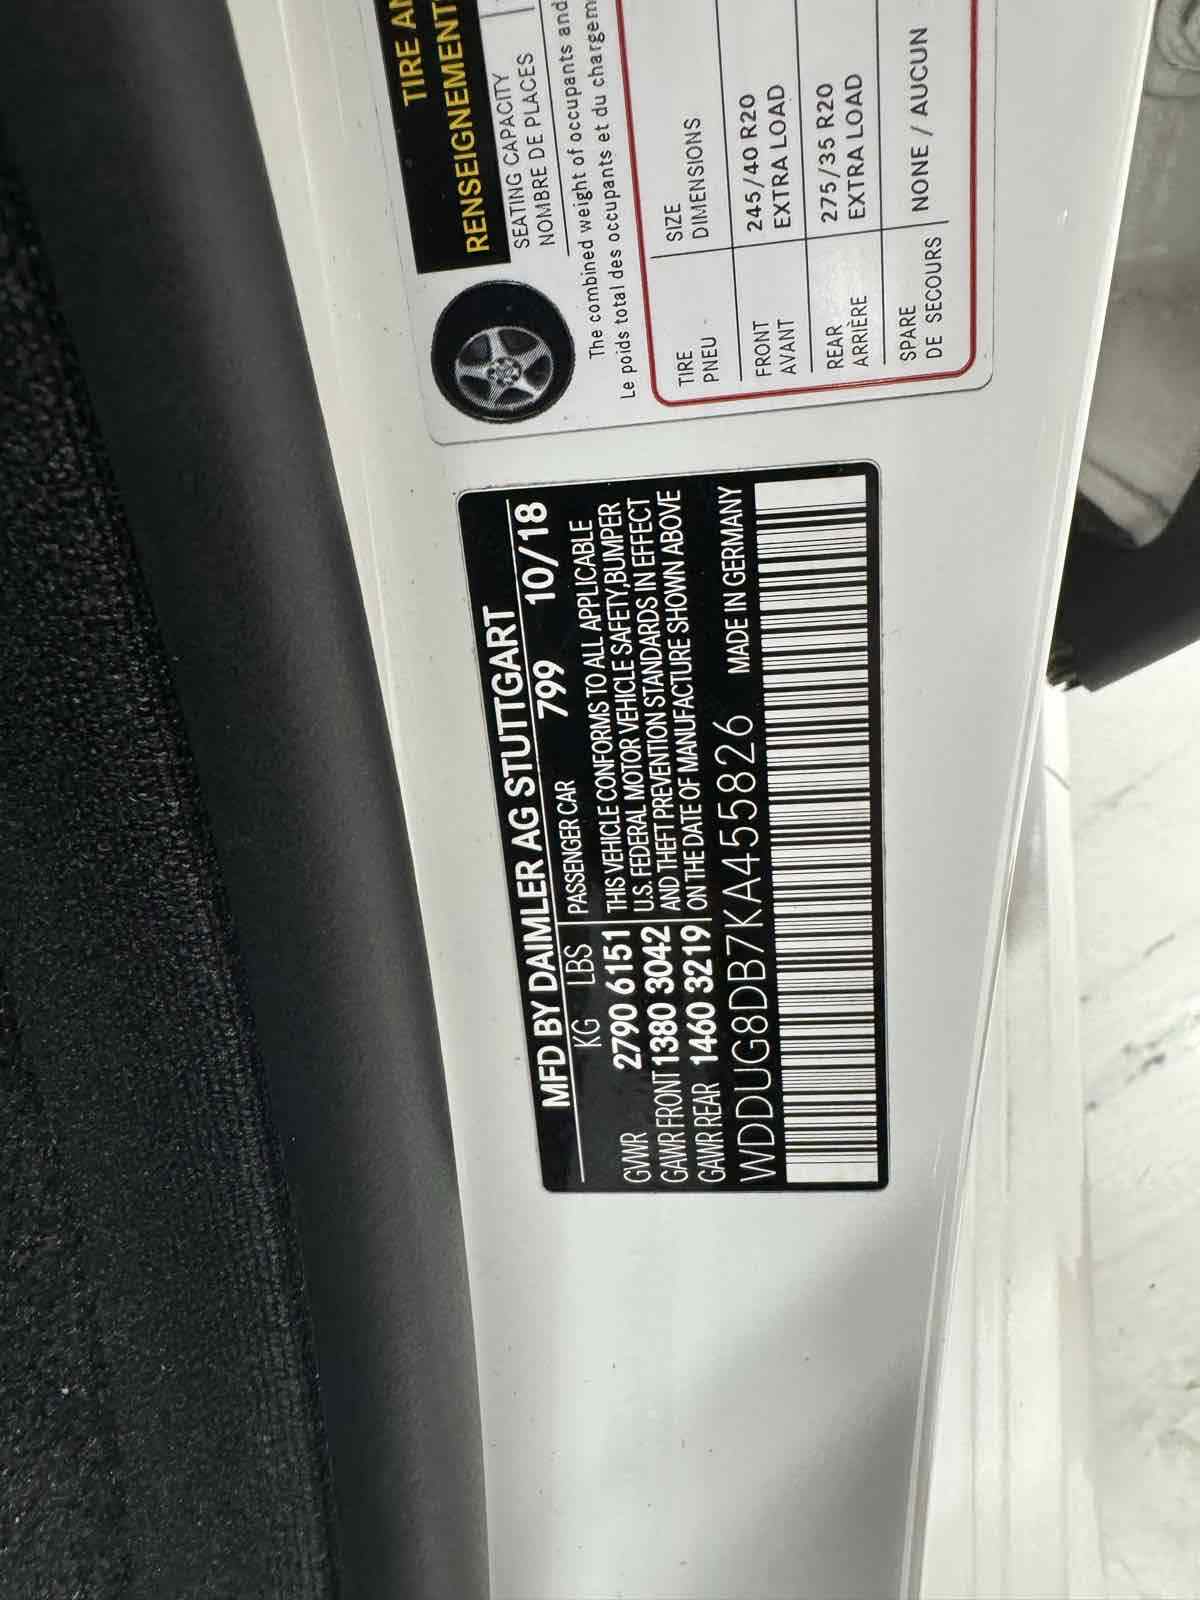 TIRE
RENSEIGNEMENT
SEATING CAPACITY
NOMBRE DE PLACES
The combined weight of occupants and
Le poids total des occupants et du chargem
TIRE SIZE
PNEU DIMENSIONS
FRONT 245/40 R20
AVANT EXTRA LOAD
REAR 275/35 R20
ARRIÈRE EXTRA LOAD
SPARE NONE / AUCUN
DE SECOURS
MFD BY DAIMLER AG STUTTGART
KG LBS PASSENGER CAR 799 10/18
GVWR 2790 6151 THIS VEHICLE CONFORMS TO ALL APPLICABLE
GAWR FRONT 1380 3042 U.S. FEDERAL MOTOR VEHICLE SAFETY,BUMPER
GAWR REAR 1460 3219 AND THEFT PREVENTION STANDARDS IN EFFECT
ON THE DATE OF MANUFACTURE SHOWN ABOVE
WDDUG8DB7KA455826 MADE IN GERMANY